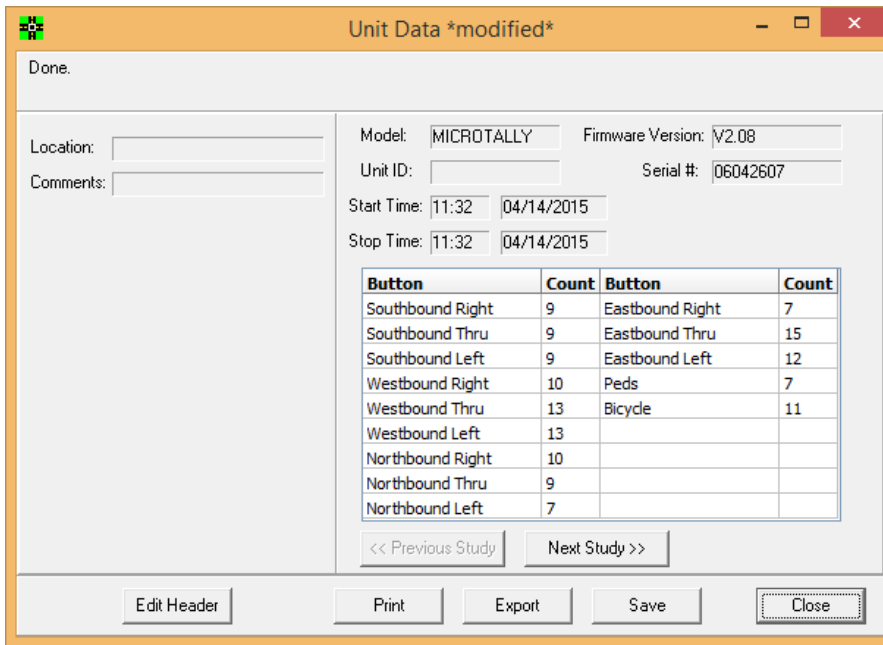 Unit Data *modified*
Done.
Location:
Comments:
Model: MICROTALLY Firmware Version: V2.08
Unit ID: Serial #: 06042607
Start Time: 11:32 04/14/2015
Stop Time: 11:32 04/14/2015
Button Count Button Count
Southbound Right 9 Eastbound Right 7
Southbound Thru 9 Eastbound Thru 15
Southbound Left 9 Eastbound Left 12
Westbound Right 10 Peds 7
Westbound Thru 13 Bicycle 11
Westbound Left 13
Northbound Right 10
Northbound Thru 9
Northbound Left 7
<< Previous Study Next Study >>
Edit Header Print Export Save Close